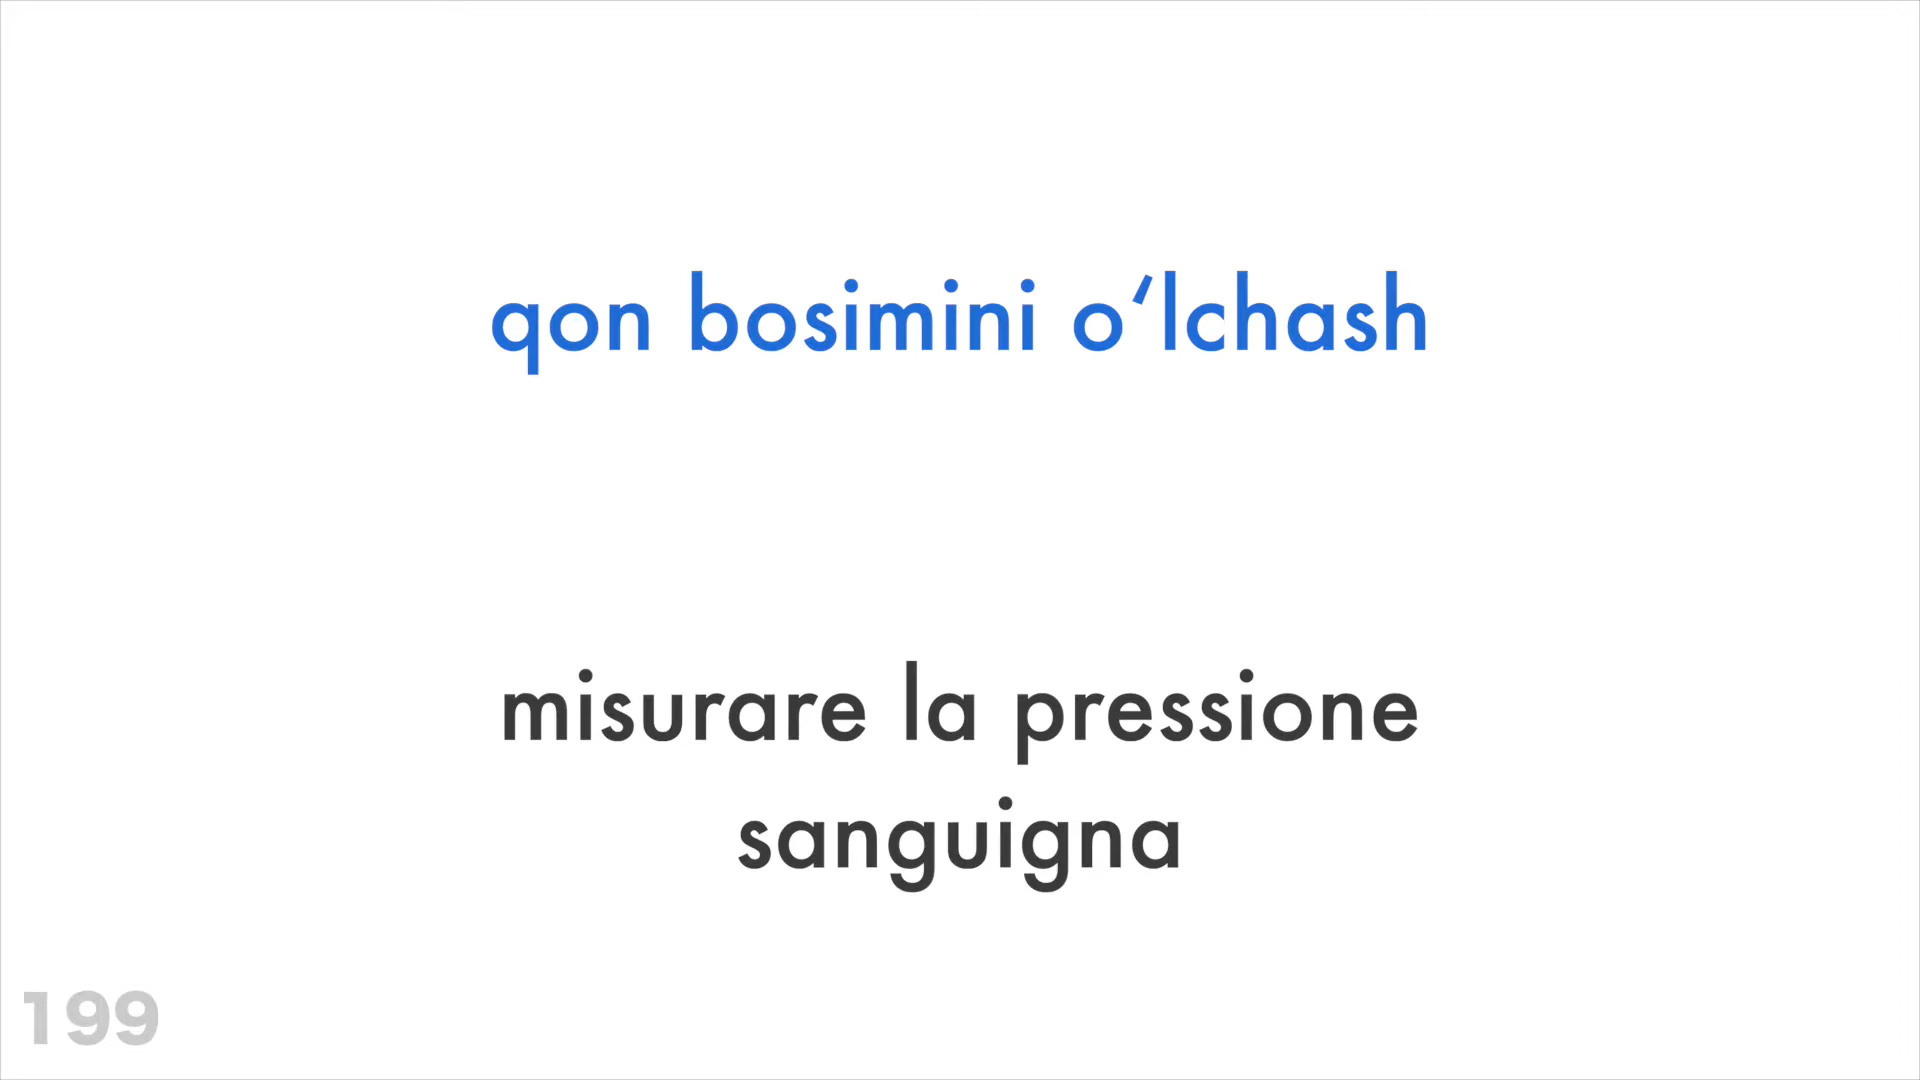 qon bosimini o‘lchash
misurare la pressione
sanguigna
199